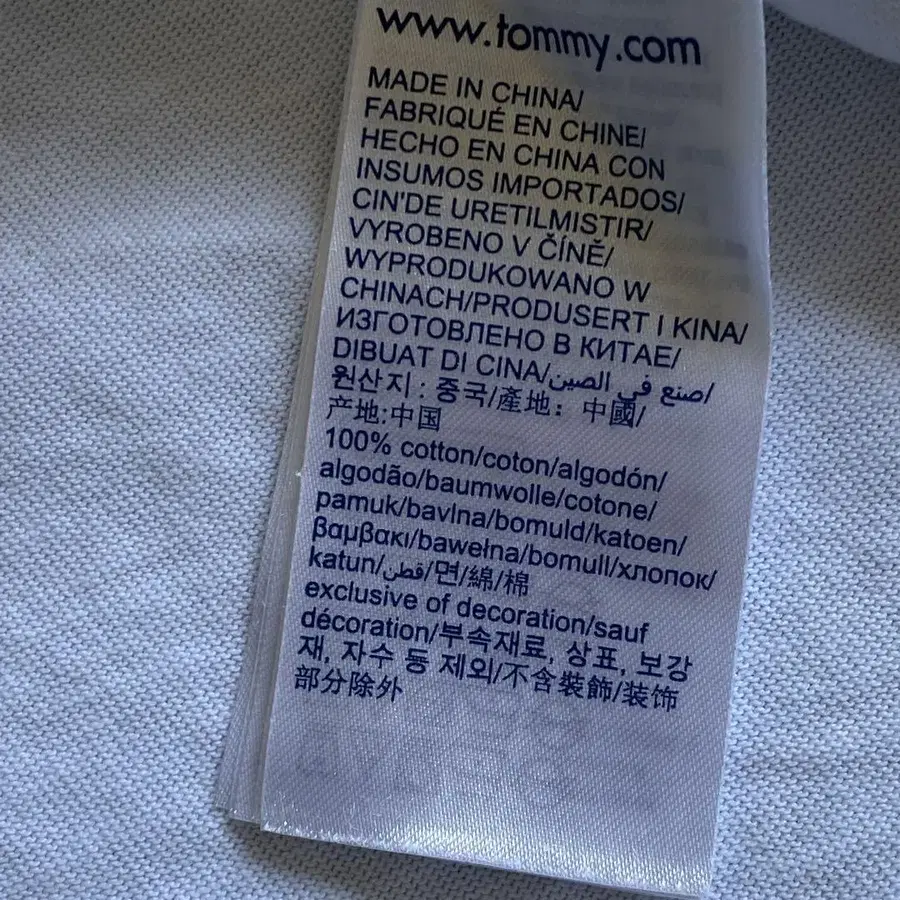 www.tommy.com
MADE IN CHINA/
FABRIQUÉ EN CHINE/
HECHO EN CHINA CON
INSUMOS IMPORTADOS/
CIN'DE URETILMISTIR/
VYROBENO V ČÍNĚ/
WYPRODUKOWANO W
CHINACH/PRODUSERT I KINA/
ИЗГОТОВЛЕНО В КИТАЕ/
DIBUAT DI CINA/صنع في الصين/
원산지 : 중국/產地： 中國/
产地:中国
100% cotton/coton/algodón/
algodão/baumwolle/cotone/
pamuk/bavlna/bomuld/katoen/
βαμβακι/bawełna/bomull/хлопок/
katun/قطن/면/綿/棉
exclusive of decoration/sauf
décoration/부속재료, 상표, 보강
재, 자수 등 제외/不含裝飾/装饰
部分除外